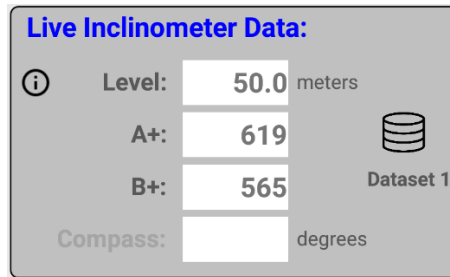 Live Inclinometer Data:
Level: 50.0 meters
A+: 619
B+: 565
Dataset 1
Compass: degrees